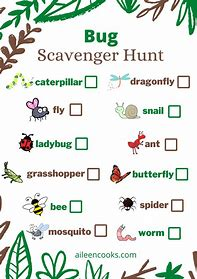 Bug
Scavenger Hunt
caterpillar
dragonfly
fly
snail
ladybug
ant
grasshopper
butterfly
bee
spider
mosquito
worm
aileencooks.com